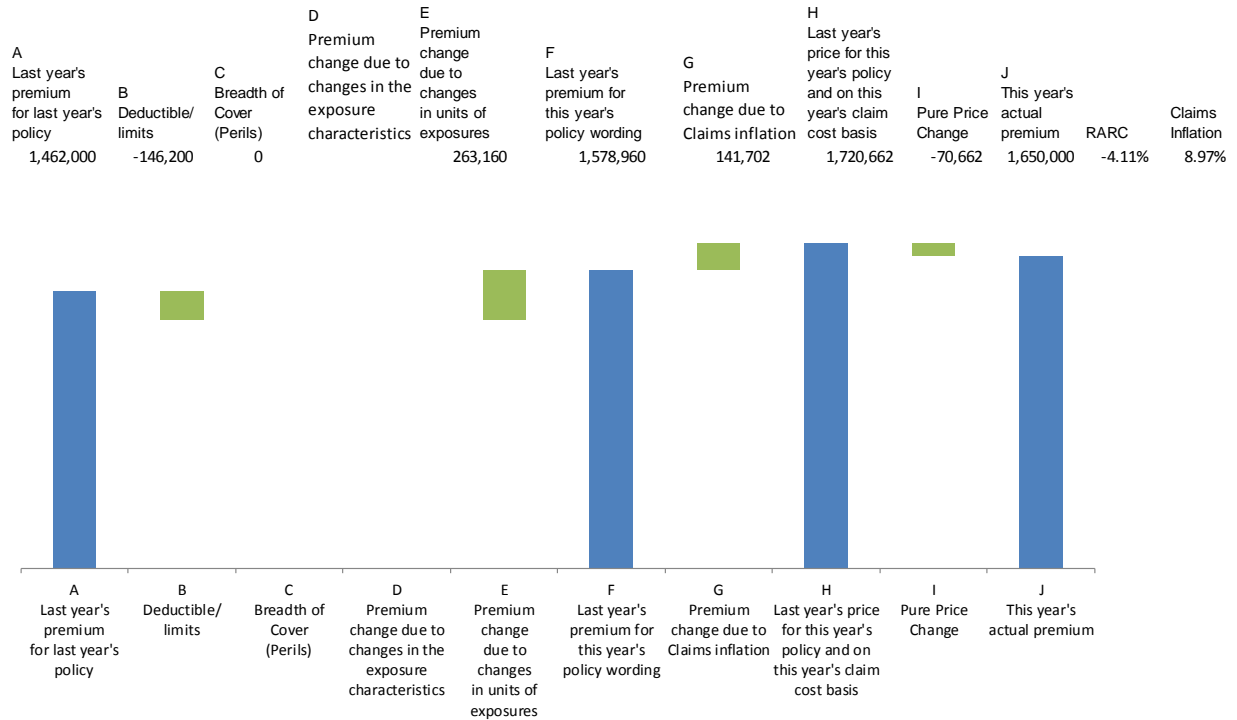 A
Last year's
premium
for last year's
policy
1,462,000
B
Deductible/
limits
-146,200
C
Breadth of
Cover
(Perils)
0
D
Premium
change due to
changes in the
exposure
characteristics
E
Premium
change
due to
changes
in units of
exposures
263,160
F
Last year's
premium for
this year's
policy wording
1,578,960
G
Premium
change due to
Claims inflation
141,702
H
Last year's
price for this
year's policy
and on this
year's claim
cost basis
1,720,662
I
Pure Price
Change
-70,662
J
This year's
actual
premium
1,650,000
RARC
-4.11%
Claims
Inflation
8.97%
A
Last year's
premium
for last year's
policy
B
Deductible/
limits
C
Breadth of
Cover
(Perils)
D
Premium
change due to
changes in the
exposure
characteristics
E
Premium
change
due to
changes
in units of
exposures
F
Last year's
premium for
this year's
policy wording
G
Premium
change due to
Claims inflation
H
Last year's price
for this year's
policy and on
this year's claim
cost basis
I
Pure Price
Change
J
This year's
actual premium